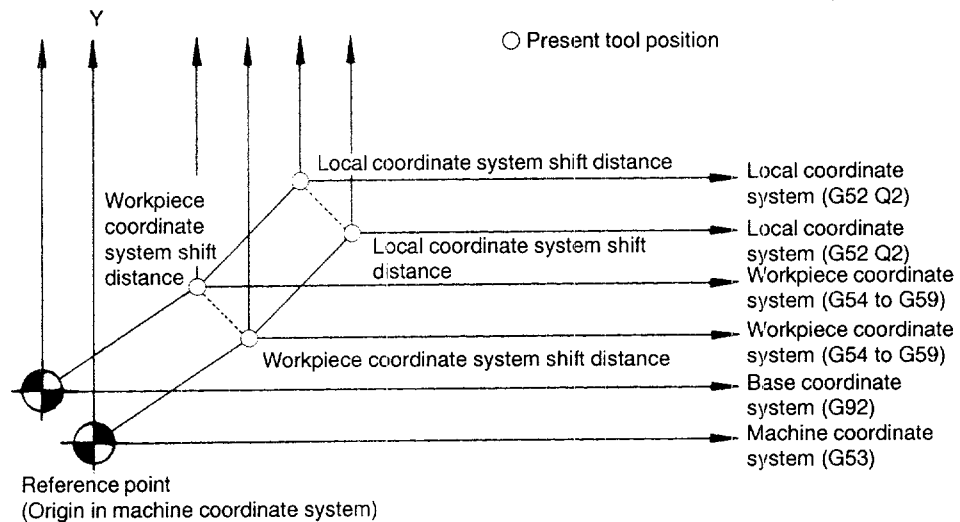 Y
Present tool position
Local coordinate system shift distance
Local coordinate
system (G52 Q2)
Workpiece
coordinate
system shift
distance
Local coordinate system shift
distance
Local coordinate
system (G52 Q2)
Workpiece coordinate
system (G54 to G59)
Workpiece coordinate
system (G54 to G59)
Workpiece coordinate system shift distance
Base coordinate
system (G92)
Machine coordinate
system (G53)
Reference point
(Origin in machine coordinate system)